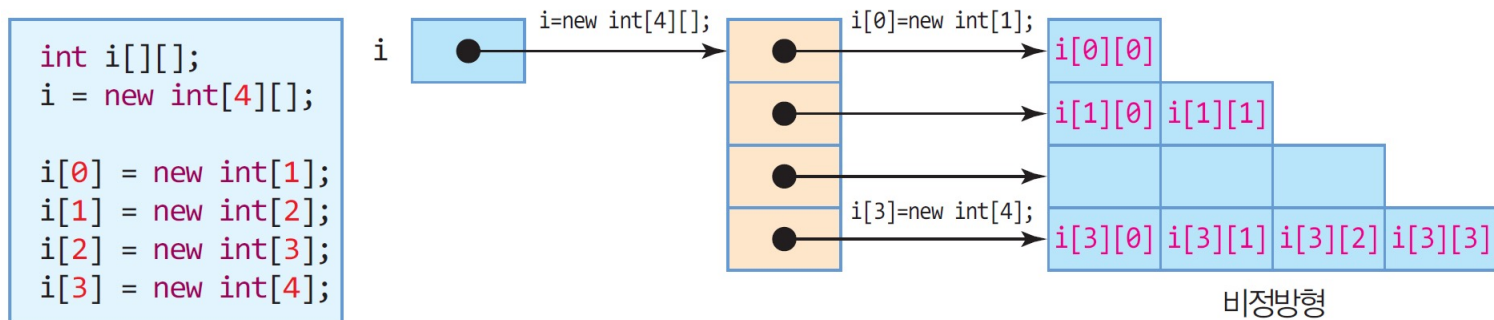 int i[][];
i = new int[4][];
i[0] = new int[1];
i[1] = new int[2];
i[2] = new int[3];
i[3] = new int[4];
i
i=new int[4][];
i[0]=new int[1];
i[3]=new int[4];
i[0][0]
i[1][0] i[1][1]
i[3][0] i[3][1] i[3][2] i[3][3]
비정방형